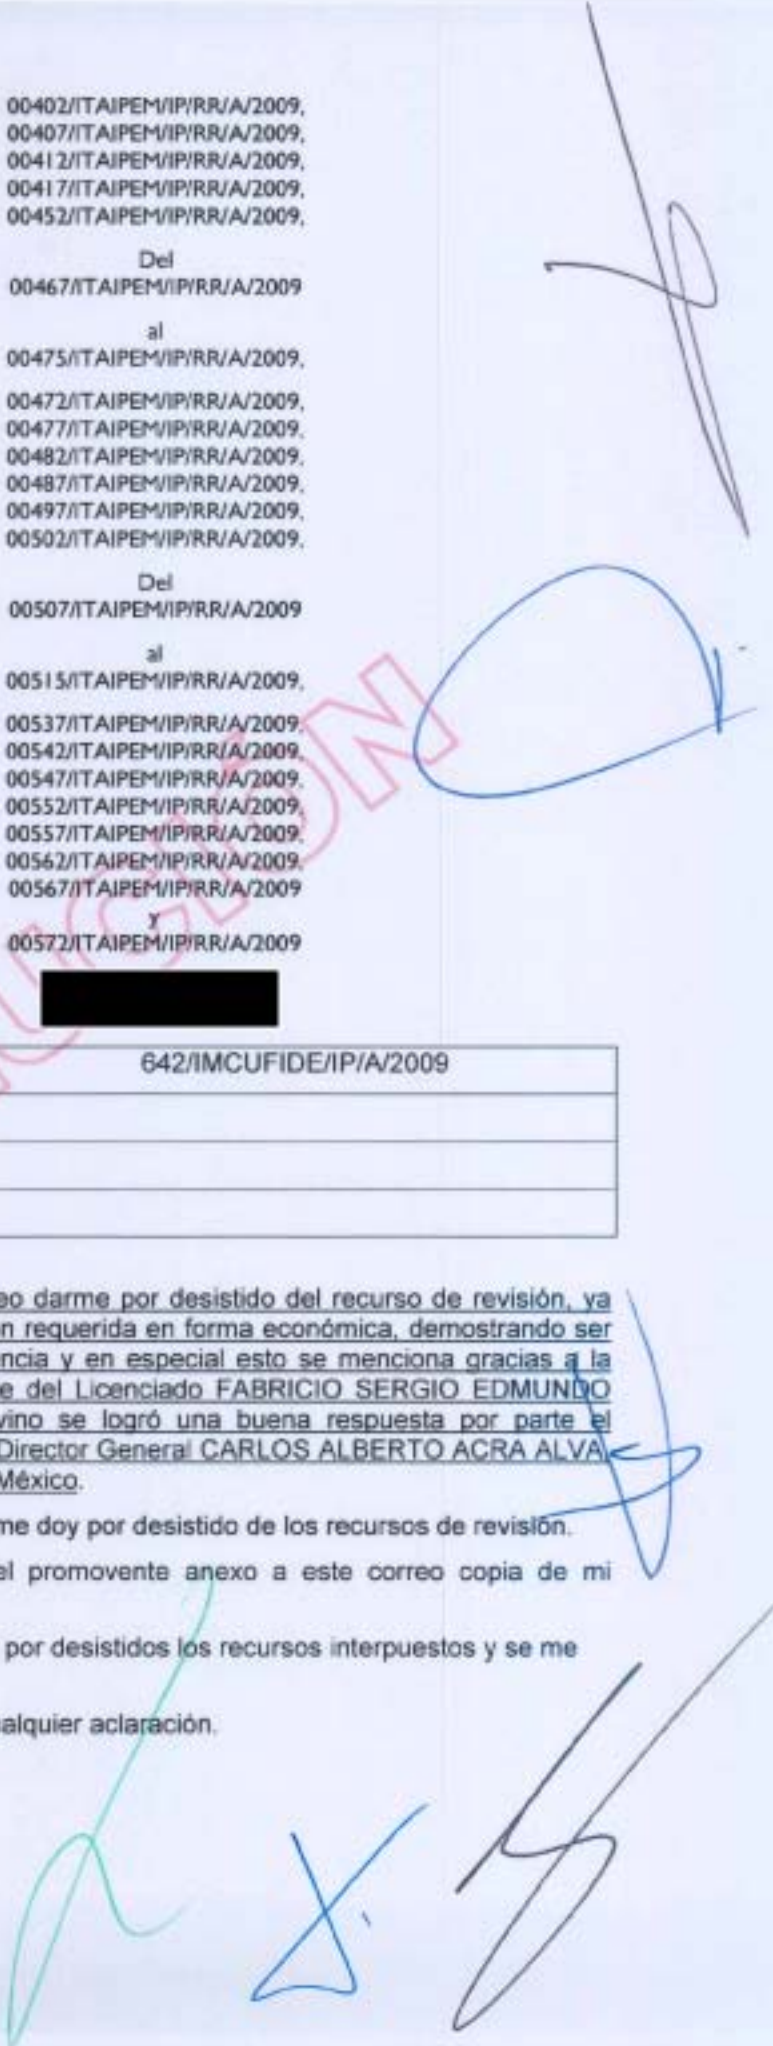 00402/ITAIPEM/IP/RR/A/2009,
00407/ITAIPEM/IP/RR/A/2009,
00412/ITAIPEM/IP/RR/A/2009,
00417/ITAIPEM/IP/RR/A/2009,
00452/ITAIPEM/IP/RR/A/2009,
Del
00467/ITAIPEM/IP/RR/A/2009
al
00475/ITAIPEM/IP/RR/A/2009,
00472/ITAIPEM/IP/RR/A/2009,
00477/ITAIPEM/IP/RR/A/2009,
00482/ITAIPEM/IP/RR/A/2009,
00487/ITAIPEM/IP/RR/A/2009,
00497/ITAIPEM/IP/RR/A/2009,
00502/ITAIPEM/IP/RR/A/2009,
Del
00507/ITAIPEM/IP/RR/A/2009
al
00515/ITAIPEM/IP/RR/A/2009,
00537/ITAIPEM/IP/RR/A/2009,
00542/ITAIPEM/IP/RR/A/2009,
00547/ITAIPEM/IP/RR/A/2009,
00552/ITAIPEM/IP/RR/A/2009,
00557/ITAIPEM/IP/RR/A/2009,
00562/ITAIPEM/IP/RR/A/2009,
00567/ITAIPEM/IP/RR/A/2009
y
00572/ITAIPEM/IP/RR/A/2009
UCIÓN
642/IMCUFIDE/IP/A/2009
eo darme por desistido del recurso de revisión, ya
n requerida en forma económica, demostrando ser
encia y en especial esto se menciona gracias a la
e del Licenciado FABRICIO SERGIO EDMUNDO
vino se logró una buena respuesta por parte el
Director General CARLOS ALBERTO ACRA ALVA,
México.
me doy por desistido de los recursos de revisión.
el promovente anexo a este correo copia de mi
por desistidos los recursos interpuestos y se me
alquier aclaración.